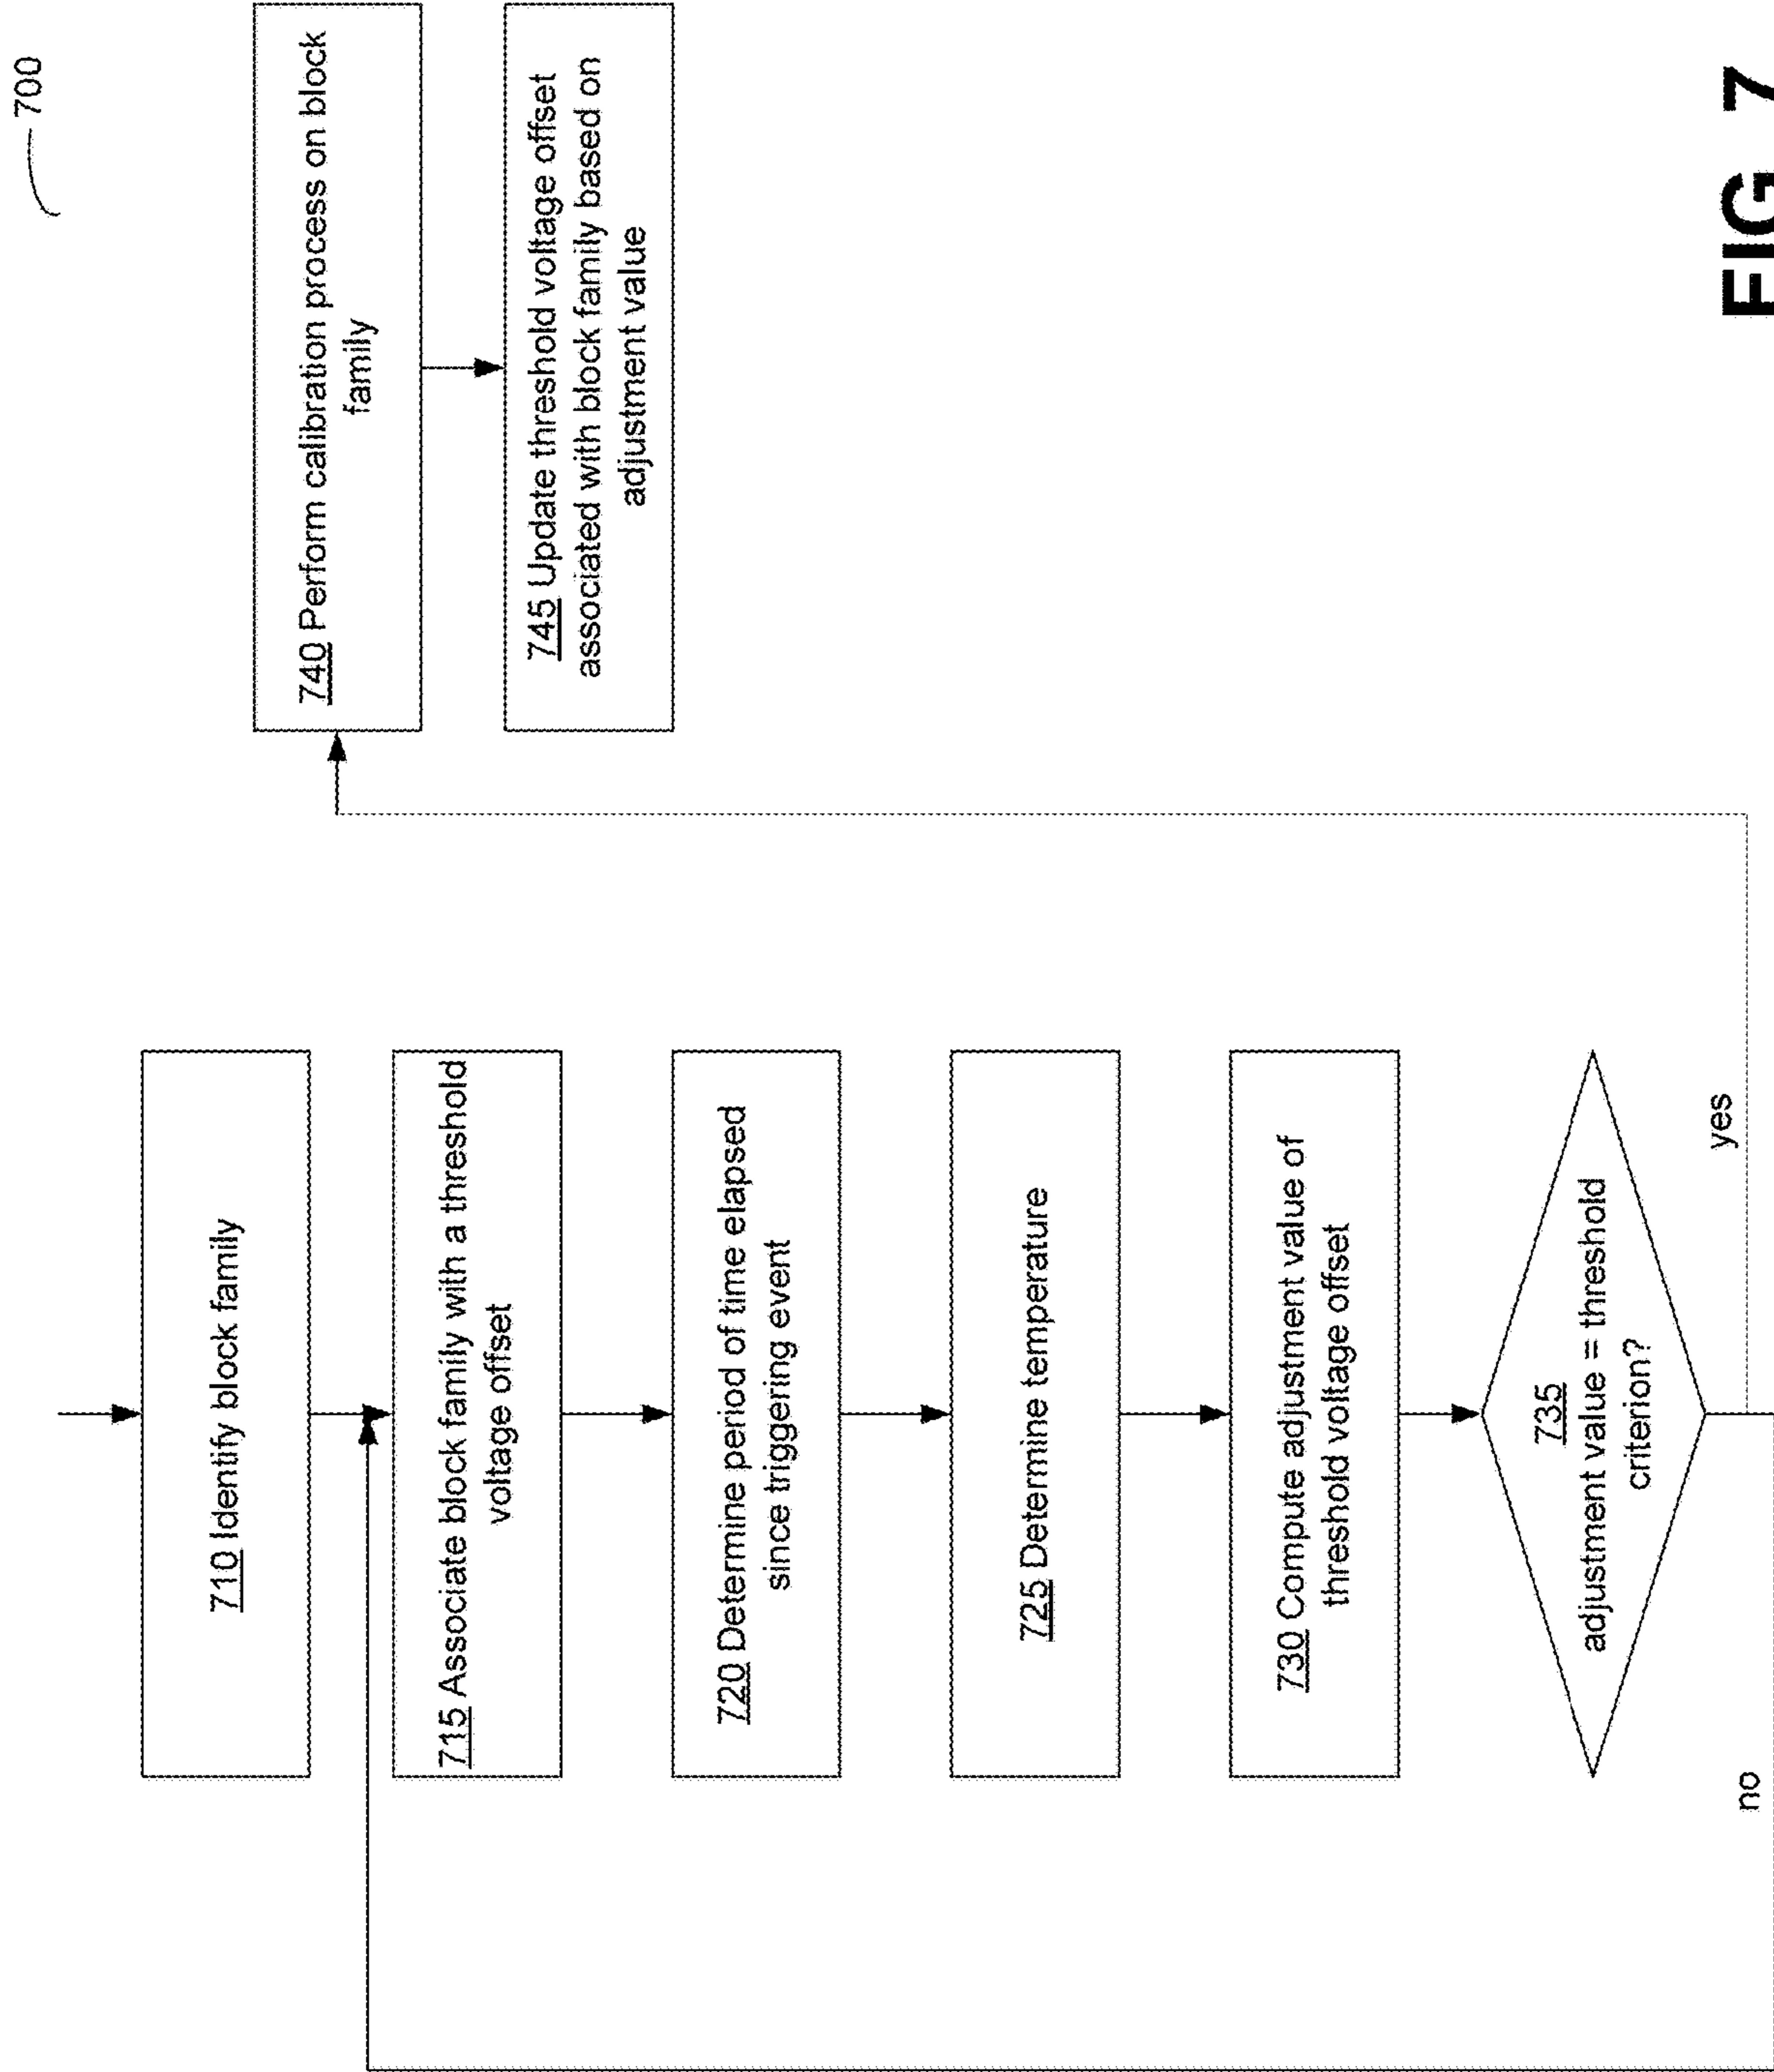 700
710 Identify block family
715 Associate block family with a threshold
voltage offset
720 Determine period of time elapsed
since triggering event
725 Determine temperature
730 Compute adjustment value of
threshold voltage offset
735
adjustment value = threshold
criterion?
no
yes
740 Perform calibration process on block
family
745 Update threshold voltage offset
associated with block family based on
adjustment value
FIG. 7